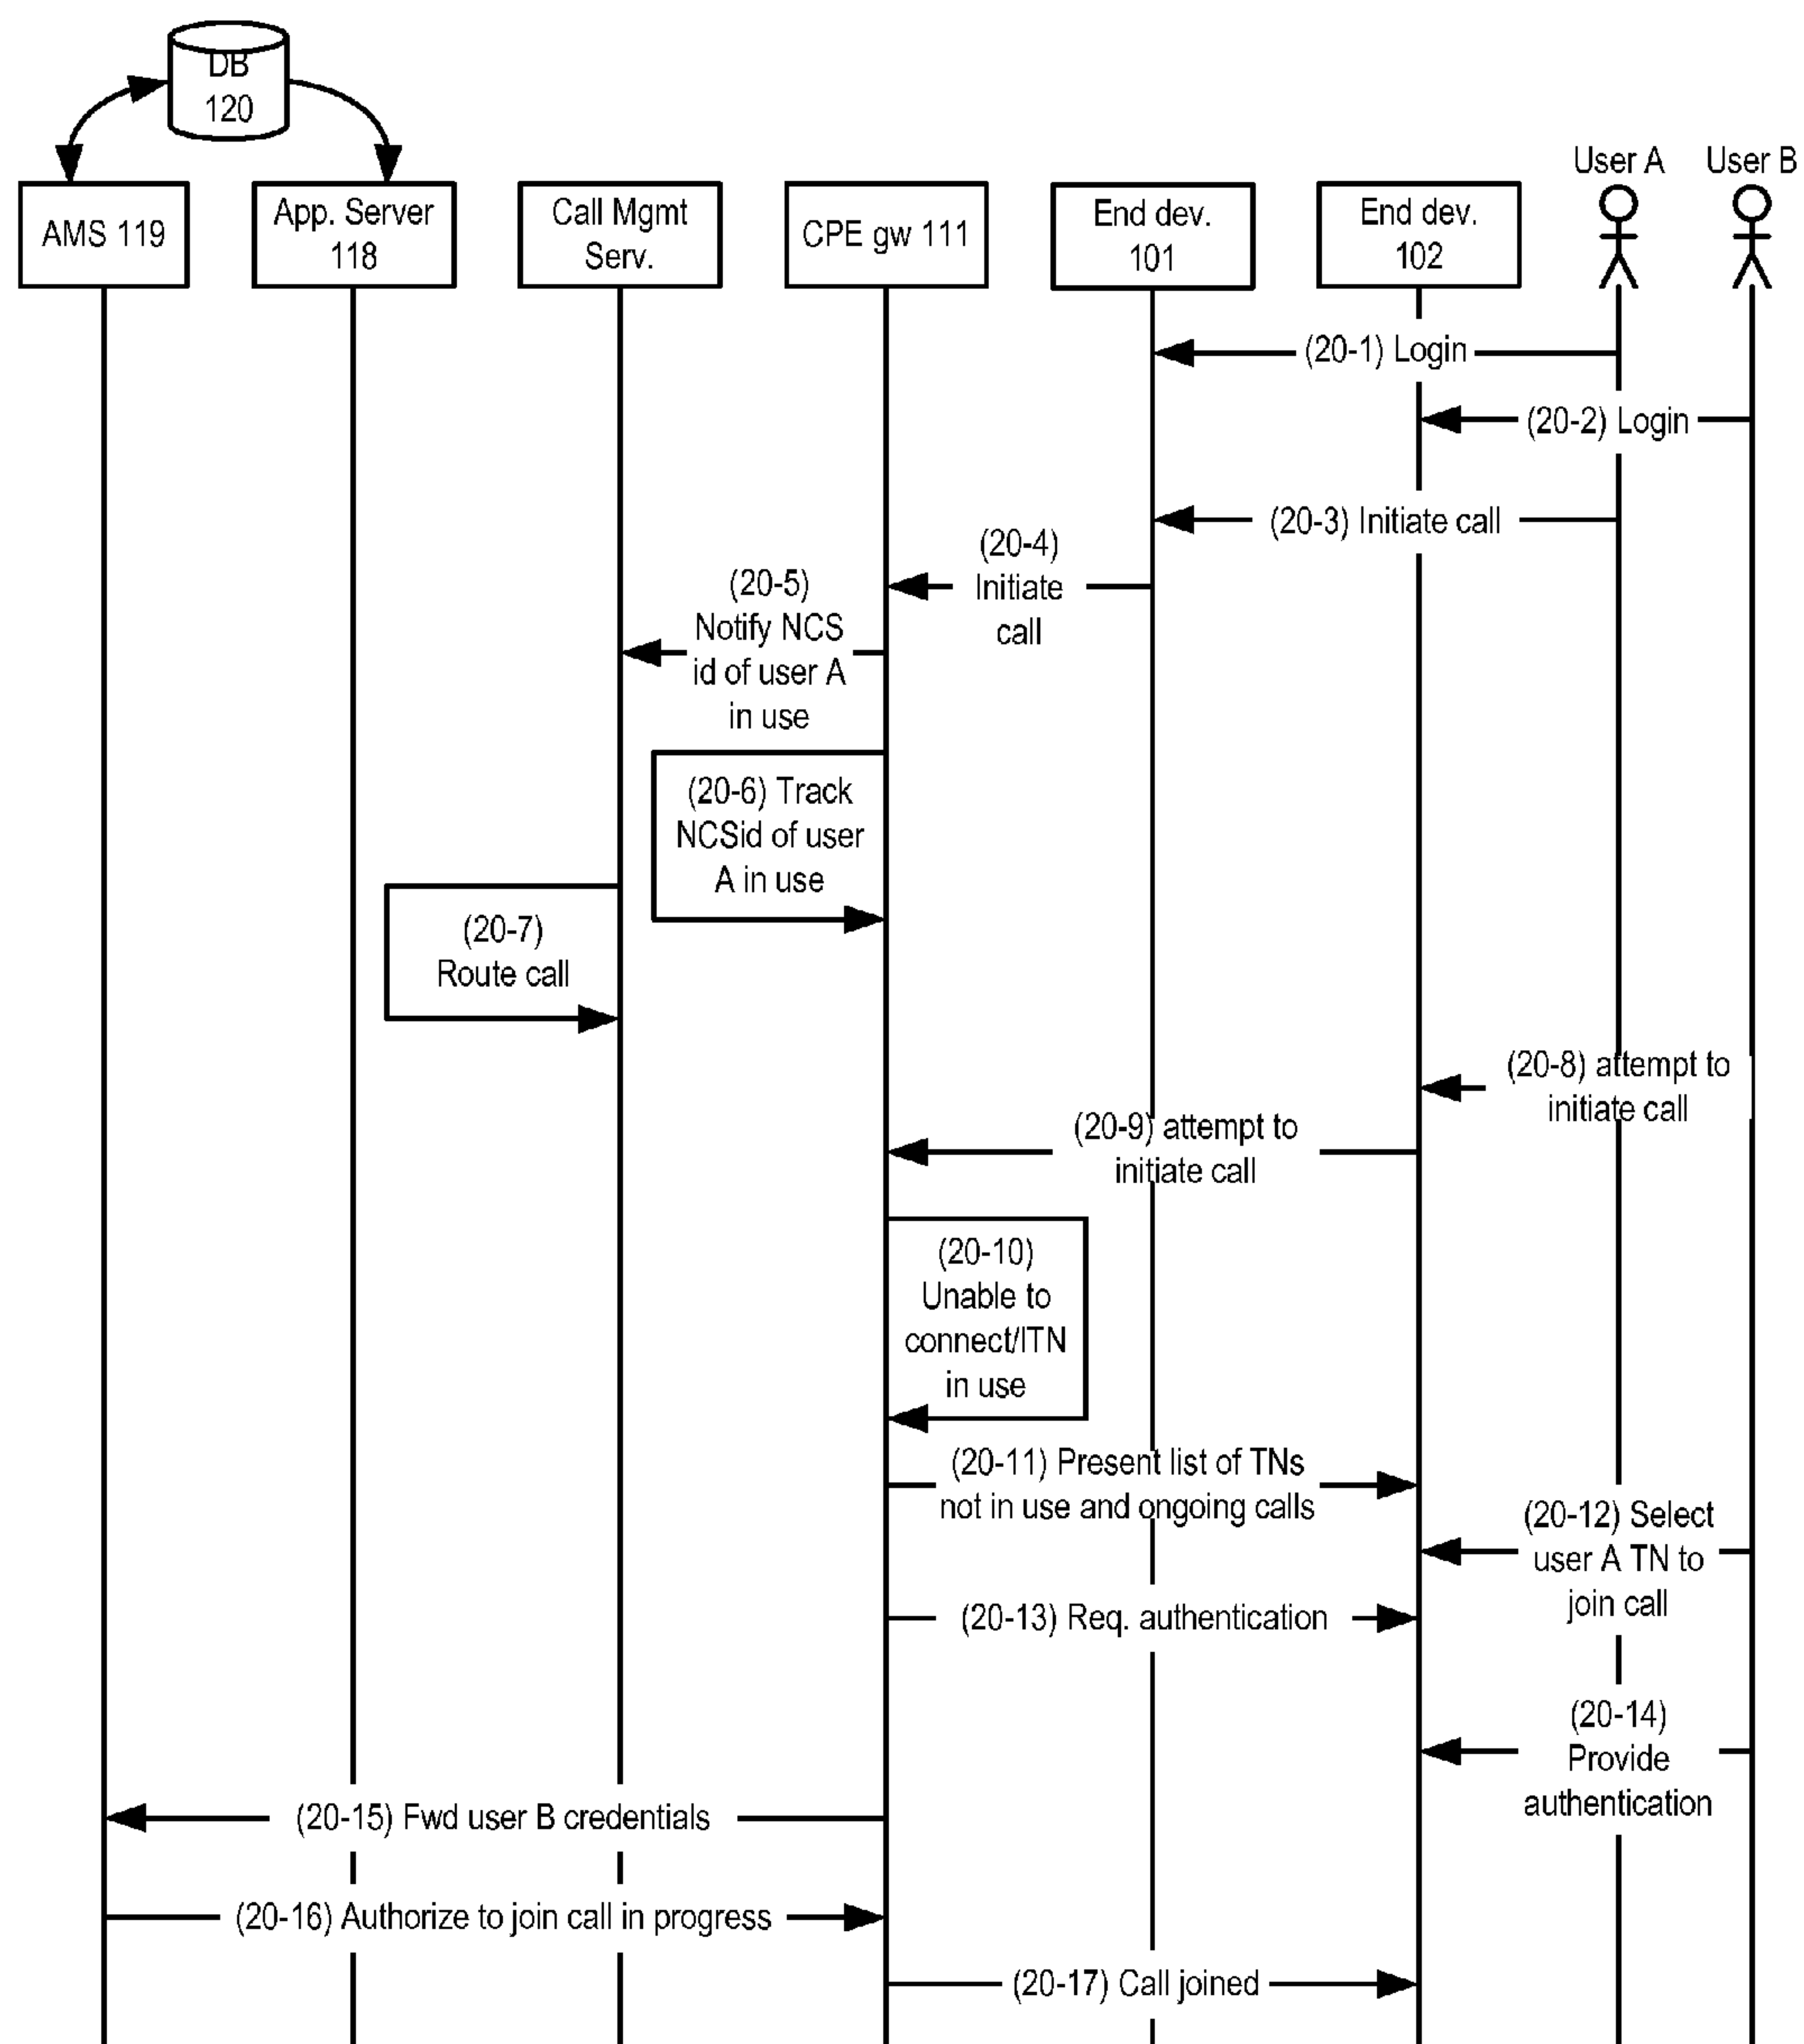 DB
120
User A
User B
AMS 119
App. Server
118
Call Mgmt
Serv.
CPE gw 111
End dev.
101
End dev.
102
(20-1) Login
(20-2) Login
(20-3) Initiate call
(20-4)
Initiate
call
(20-5)
Notify NCS
id of user A
in use
(20-6) Track
NCSid of user
A in use
(20-7)
Route call
(20-8) attempt to
initiate call
(20-9) attempt to
initiate call
(20-10)
Unable to
connect/ITN
in use
(20-11) Present list of TNs
not in use and ongoing calls
(20-12) Select
user A TN to
join call
(20-13) Req. authentication
(20-14)
Provide
authentication
(20-15) Fwd user B credentials
(20-16) Authorize to join call in progress
(20-17) Call joined